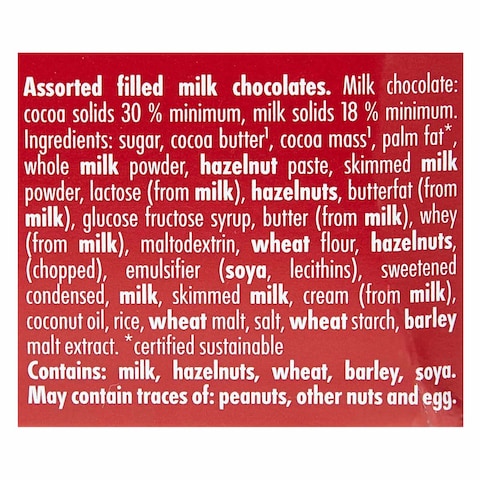 Assorted filled milk chocolates. Milk chocolate:
cocoa solids 30 % minimum, milk solids 18 % minimum.
Ingredients: sugar, cocoa butter¹, cocoa mass¹, palm fat*,
whole milk powder, hazelnut paste, skimmed milk
powder, lactose (from milk), hazelnuts, butterfat (from
milk), glucose fructose syrup, butter (from milk), whey
(from milk), maltodextrin, wheat flour, hazelnuts,
(chopped), emulsifier (soya, lecithins), sweetened
condensed, milk, skimmed milk, cream (from milk),
coconut oil, rice, wheat malt, salt, wheat starch, barley
malt extract. *certified sustainable
Contains: milk, hazelnuts, wheat, barley, soya.
May contain traces of: peanuts, other nuts and egg.